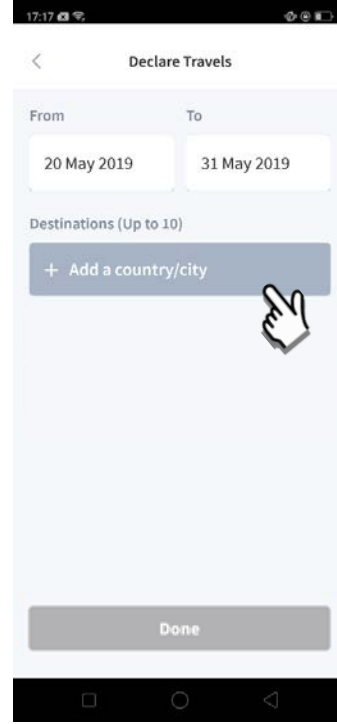 17:17
Declare Travels
From To
20 May 2019 31 May 2019
Destinations (Up to 10)
+ Add a country/city
Done